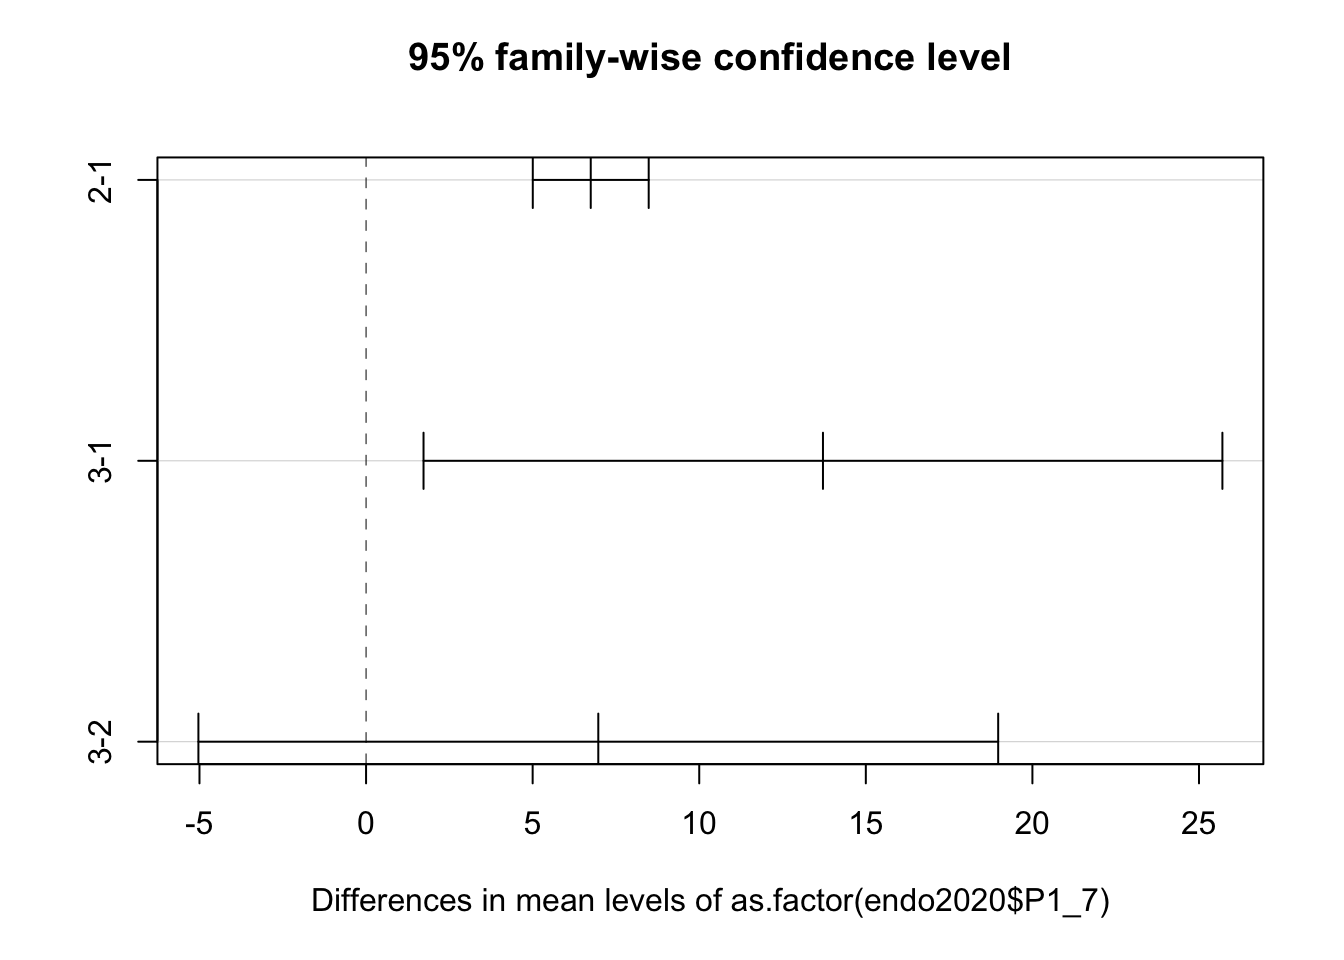 95% family-wise confidence level
2-1
3-1
3-2
-5 0 5 10 15 20 25
Differences in mean levels of as.factor(endo2020$P1_7)